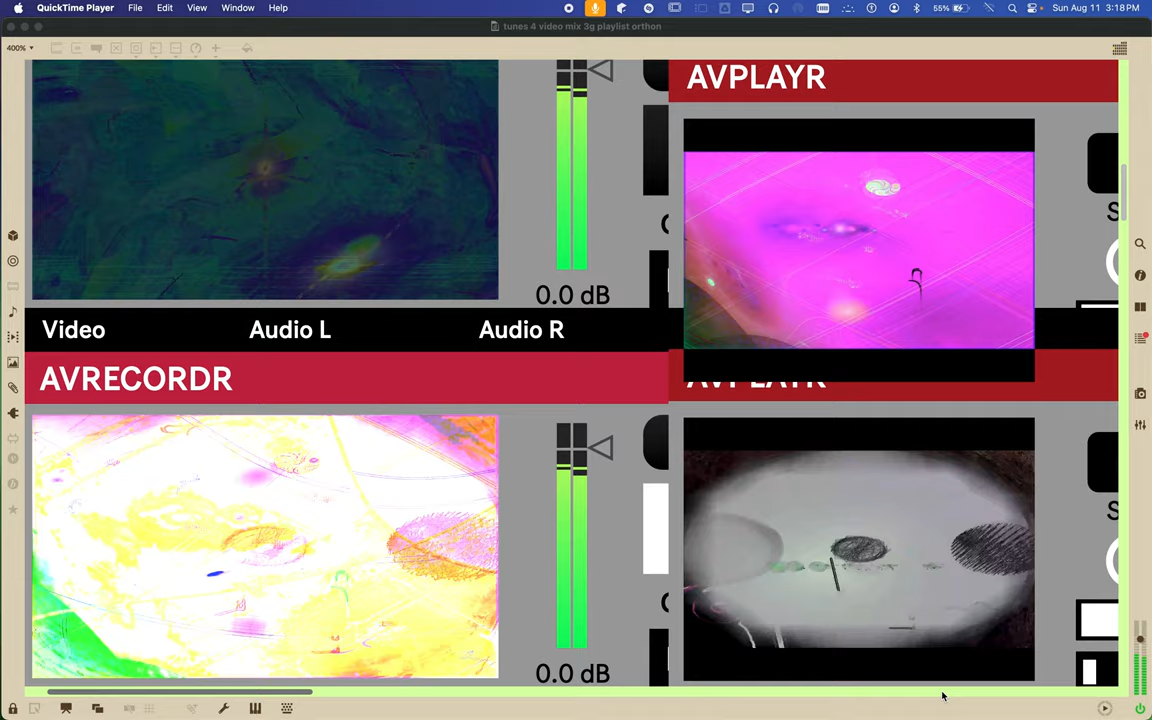 QuickTime Player File Edit View Window Help 55% Sun Aug 11 3:18 PM
tunes 4 video mix 3g playlist orthon
400%
AVPLAYR
0.0 dB
Video Audio L Audio R
AVRECORDR
AVPLAYR
0.0 dB